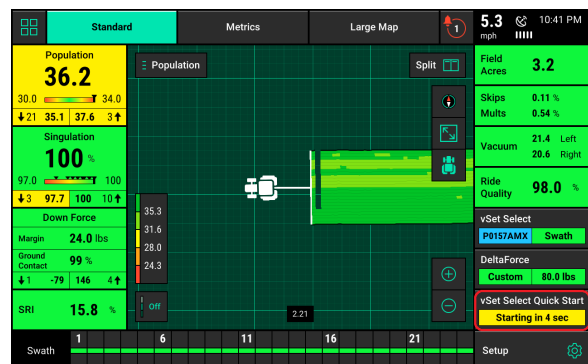 Standard
Metrics
Large Map
1
5.3
mph
10:41 PM
Population
36.2
30.0 34.0
21 35.1 37.6 3
Singulation
100 %
97.0 100
3 97.7 100 10
Down Force
Margin 24.0 lbs
Ground
Contact 99 %
1 -79 146 4
SRI 15.8 %
Population
Split
35.3
31.6
28.0
24.3
Off
2.21
Field
Acres 3.2
Skips 0.11 %
Mults 0.54 %
Vacuum 21.4 Left
20.6 Right
Ride
Quality 98.0 %
vSet Select
P0157AMX Swath
DeltaForce
Custom 80.0 lbs
vSet Select Quick Start
Starting in 4 sec
Swath 1 6 11 16 21
Setup